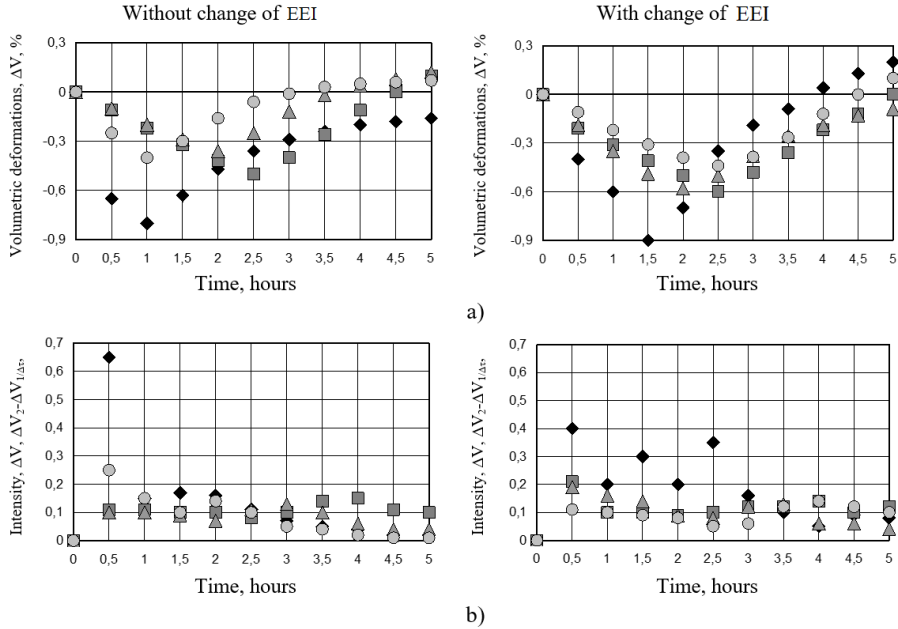 Without change of EEI
With change of EEI
Volumetric deformations, ΔV, %
0,3
0
-0,3
-0,6
-0,9
0 0,5 1 1,5 2 2,5 3 3,5 4 4,5 5
Time, hours
Volumetric deformations, ΔV, %
0,3
0
-0,3
-0,6
-0,9
0 0,5 1 1,5 2 2,5 3 3,5 4 4,5 5
Time, hours
a)
Intensity, ΔV, ΔV₂-ΔV₁/Δτ,
0,7
0,6
0,5
0,4
0,3
0,2
0,1
0
0 0,5 1 1,5 2 2,5 3 3,5 4 4,5 5
Time, hours
Intensity, ΔV, ΔV₂-ΔV₁/Δτ,
0,7
0,6
0,5
0,4
0,3
0,2
0,1
0
0 0,5 1 1,5 2 2,5 3 3,5 4 4,5 5
Time, hours
b)